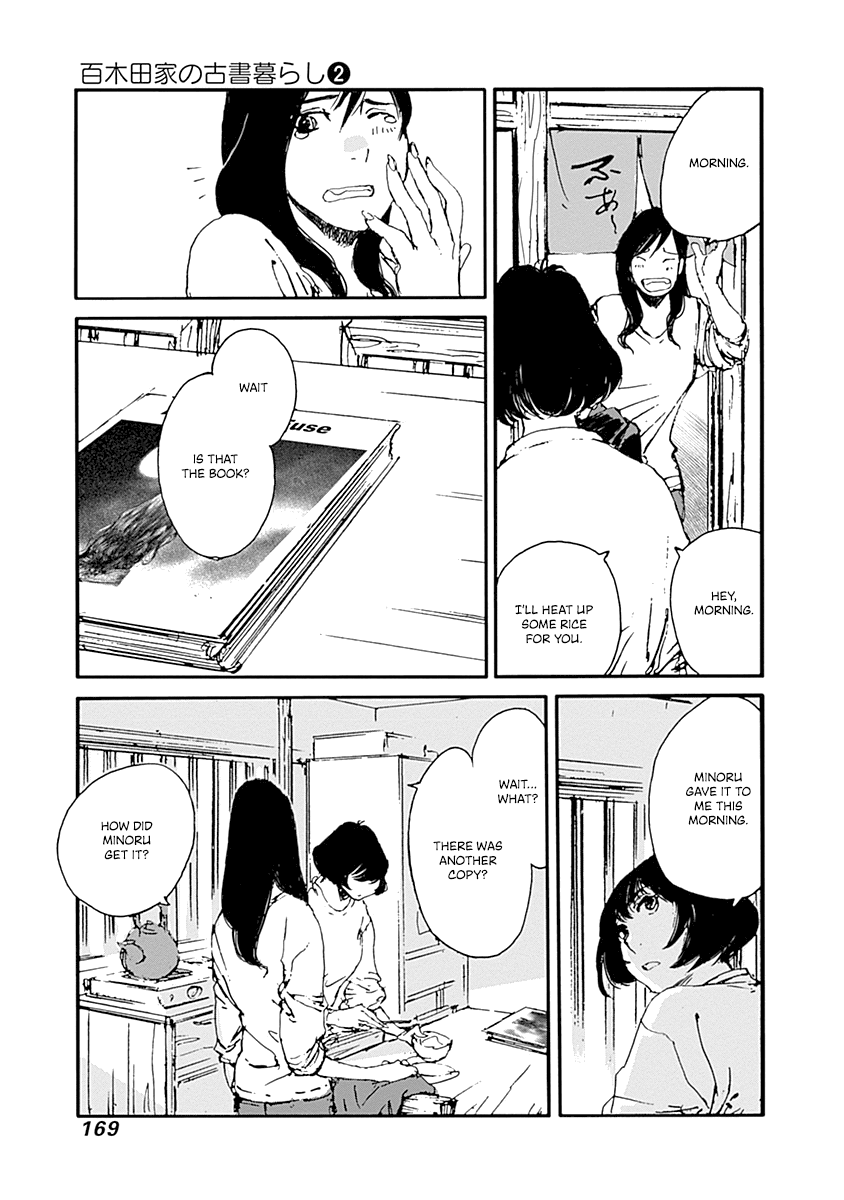 百木田家の古書暮らし❷
MORNING.
ふぁ〜
HEY,
MORNING.
I'LL HEAT UP
SOME RICE
FOR YOU.
WAIT
IS THAT
THE BOOK?
use
MINORU
GAVE IT TO
ME THIS
MORNING.
WAIT...
WHAT?
THERE WAS
ANOTHER
COPY?
HOW DID
MINORU
GET IT?
169